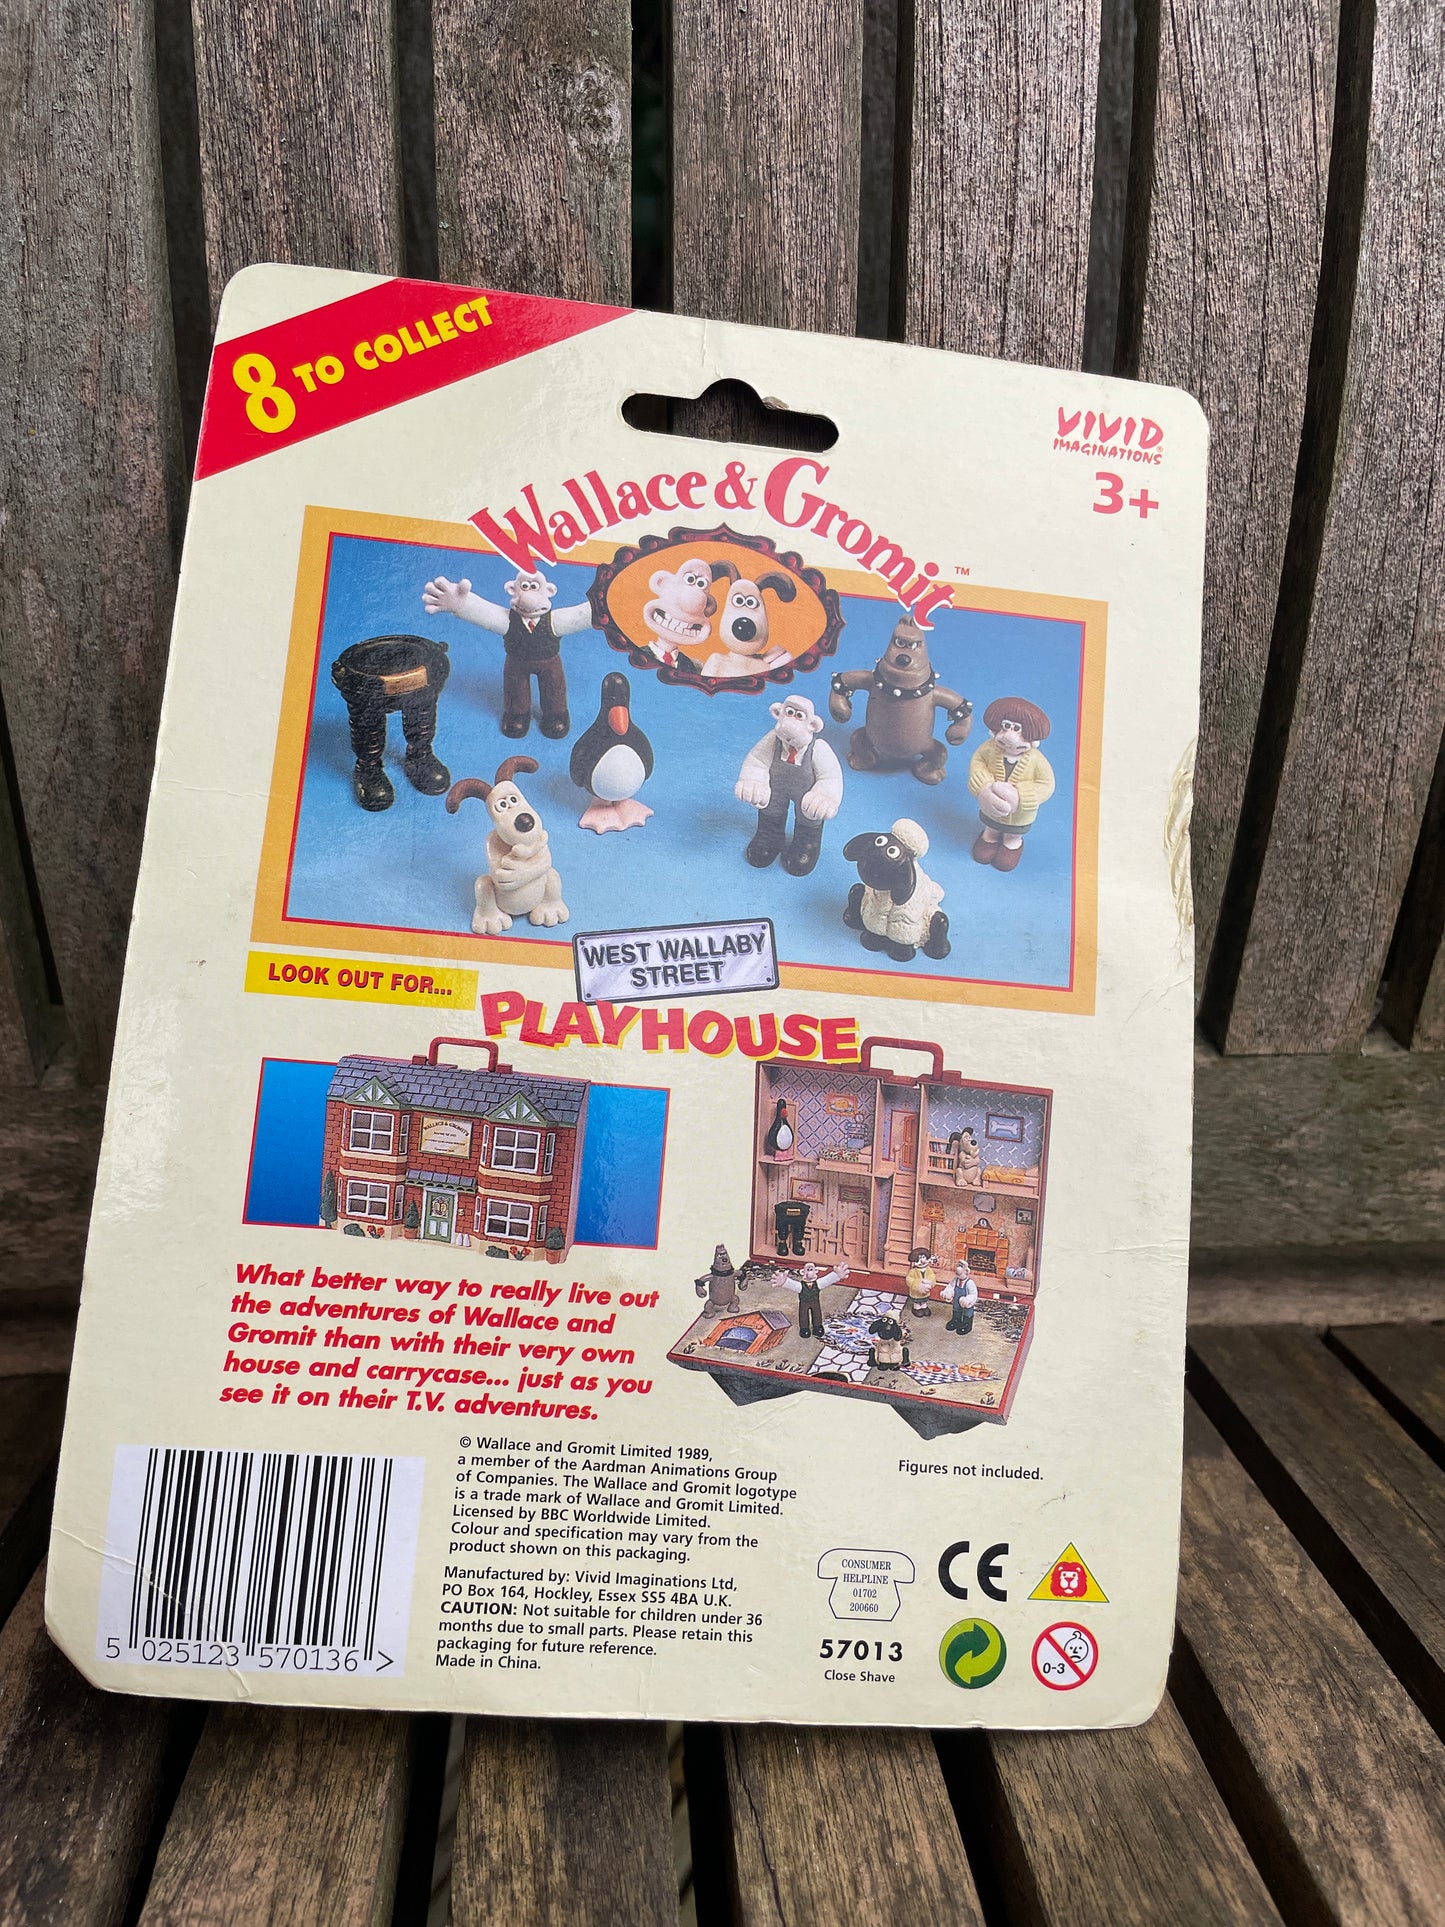 8 TO COLLECT
VIVID
IMAGINATIONS®
3+
Wallace & Gromit™
WEST WALLABY
STREET
LOOK OUT FOR...
PLAYHOUSE
WALLACE & GROMIT'S
What better way to really live out
the adventures of Wallace and
Gromit than with their very own
house and carrycase... just as you
see it on their T.V. adventures.
© Wallace and Gromit Limited 1989,
a member of the Aardman Animations Group
of Companies. The Wallace and Gromit logotype
is a trade mark of Wallace and Gromit Limited.
Licensed by BBC Worldwide Limited.
Colour and specification may vary from the
product shown on this packaging.
Manufactured by: Vivid Imaginations Ltd,
PO Box 164, Hockley, Essex SS5 4BA U.K.
CAUTION: Not suitable for children under 36
months due to small parts. Please retain this
packaging for future reference.
Made in China.
5 025123 570136 >
Figures not included.
CONSUMER
HELPLINE
01702
200660
CE
57013
Close Shave
0-3